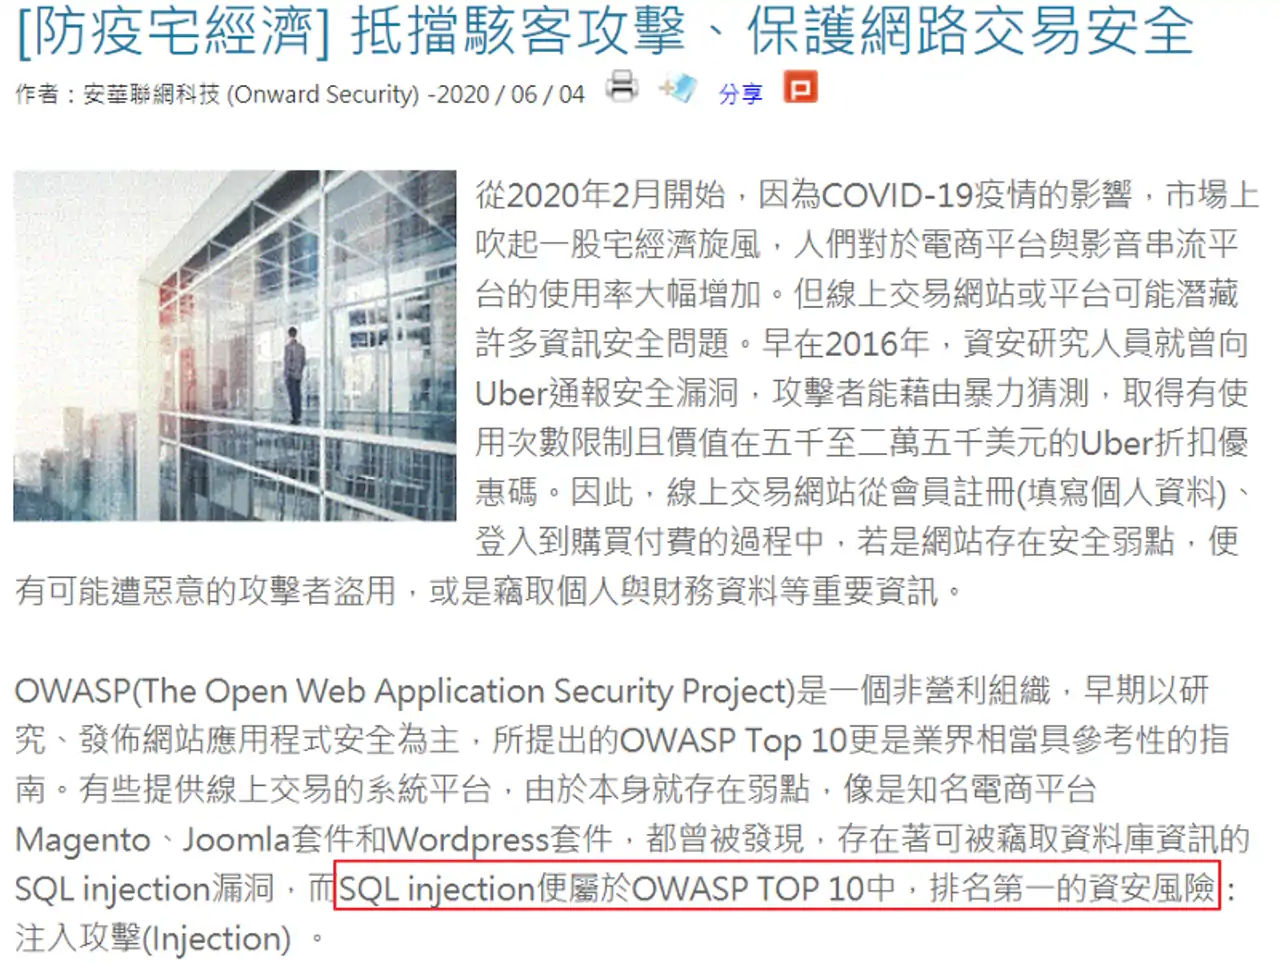 [防疫宅經濟] 抵擋駭客攻擊、保護網路交易安全
作者：安華聯網科技 (Onward Security) -2020 / 06 / 04 分享
從2020年2月開始，因為COVID-19疫情的影響，市場上
吹起一股宅經濟旋風，人們對於電商平台與影音串流平
台的使用率大幅增加。但線上交易網站或平台可能潛藏
許多資訊安全問題。早在2016年，資安研究人員就曾向
Uber通報安全漏洞，攻擊者能藉由暴力猜測，取得有使
用次數限制且價值在五千至二萬五千美元的Uber折扣優
惠碼。因此，線上交易網站從會員註冊(填寫個人資料)、
登入到購買付費的過程中，若是網站存在安全弱點，便
有可能遭惡意的攻擊者盜用，或是竊取個人與財務資料等重要資訊。
OWASP(The Open Web Application Security Project)是一個非營利組織，早期以研
究、發佈網站應用程式安全為主，所提出的OWASP Top 10更是業界相當具參考性的指
南。有些提供線上交易的系統平台，由於本身就存在弱點，像是知名電商平台
Magento、Joomla套件和Wordpress套件，都曾被發現，存在著可被竊取資料庫資訊的
SQL injection漏洞，而SQL injection便屬於OWASP TOP 10中，排名第一的資安風險：
注入攻擊(Injection) 。